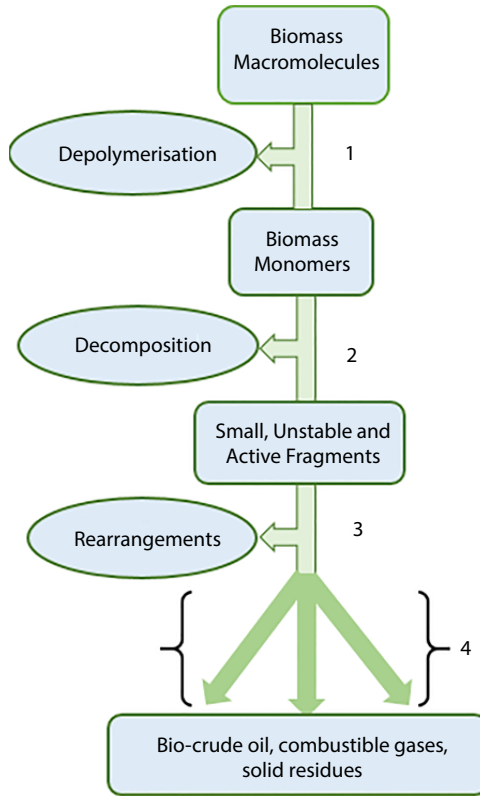 Biomass
Macromolecules
Depolymerisation
1
Biomass
Monomers
Decomposition
2
Small, Unstable and
Active Fragments
Rearrangements
3
4
Bio-crude oil, combustible gases,
solid residues